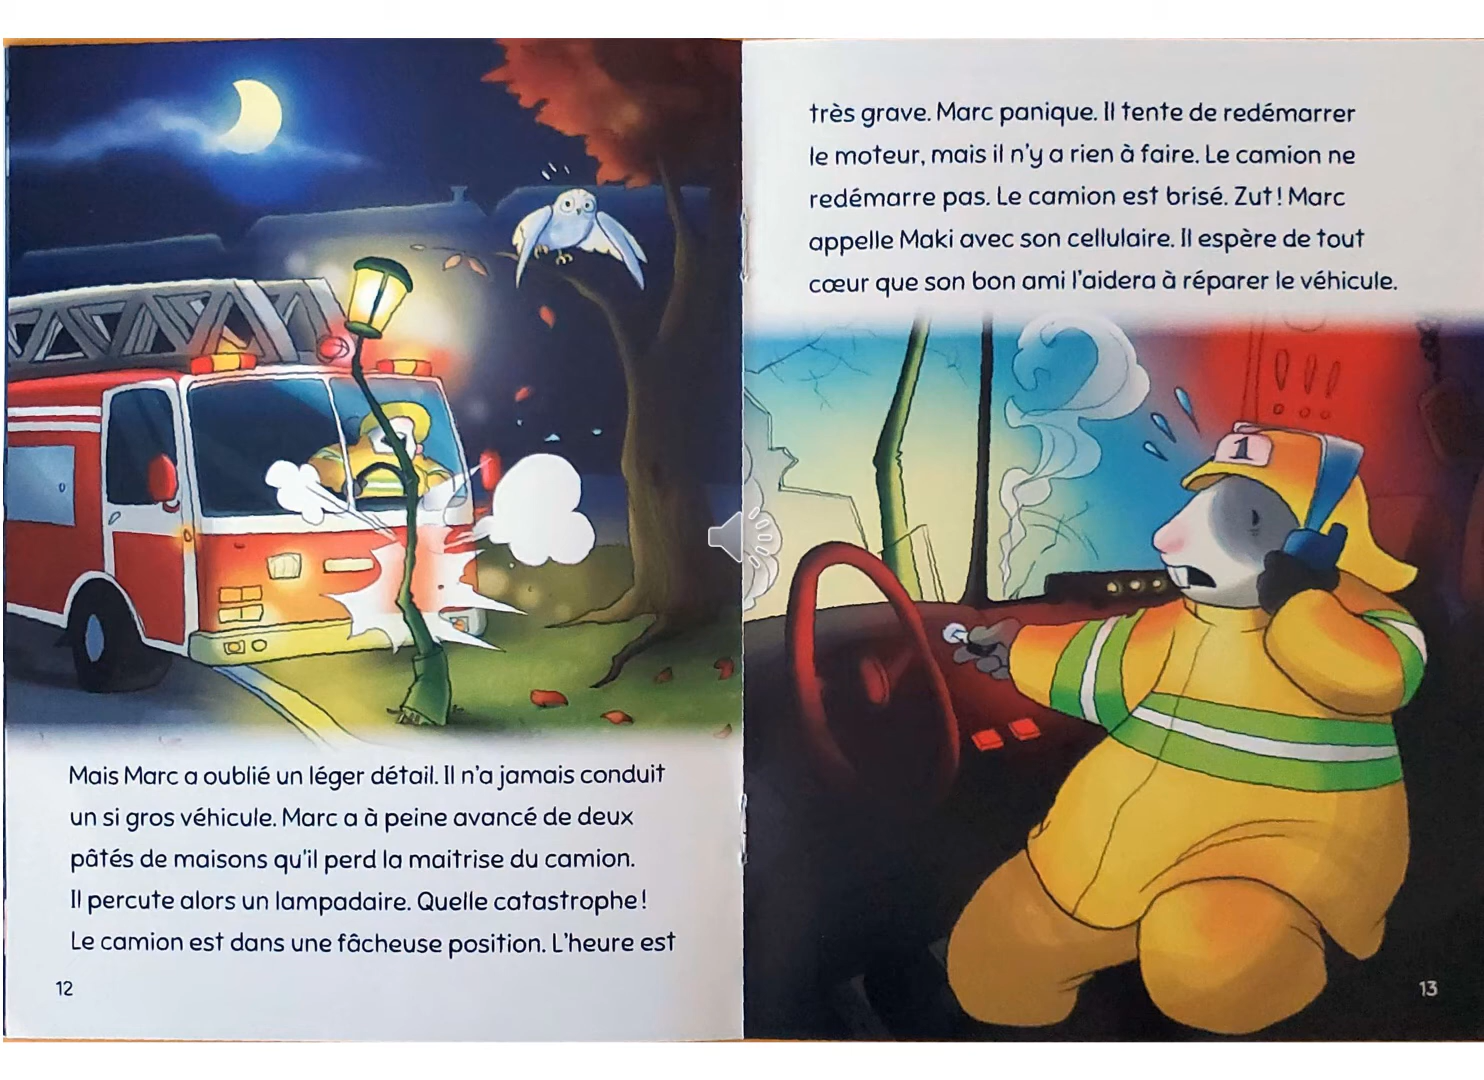 Mais Marc a oublié un léger détail. Il n'a jamais conduit
un si gros véhicule. Marc a à peine avancé de deux
pâtés de maisons qu'il perd la maitrise du camion.
Il percute alors un lampadaire. Quelle catastrophe !
Le camion est dans une fâcheuse position. L'heure est
12
très grave. Marc panique. Il tente de redémarrer
le moteur, mais il n'y a rien à faire. Le camion ne
redémarre pas. Le camion est brisé. Zut ! Marc
appelle Maki avec son cellulaire. Il espère de tout
cœur que son bon ami l'aidera à réparer le véhicule.
1
13